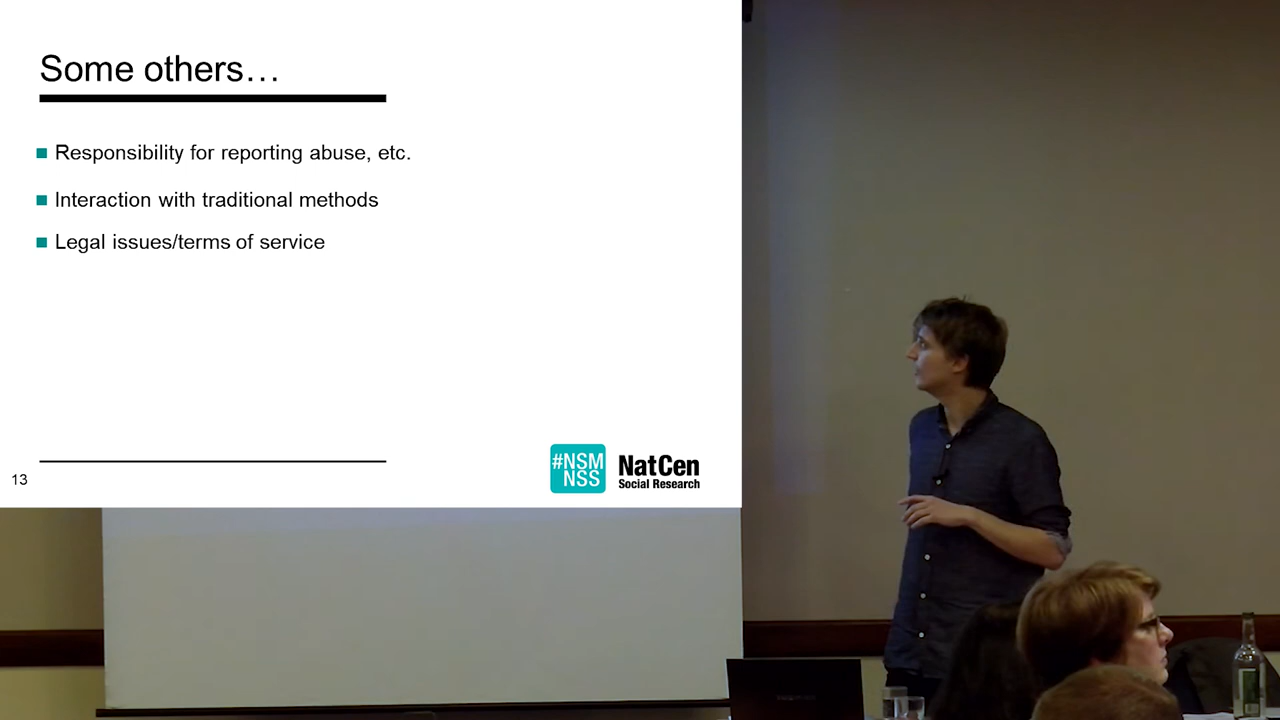 Some others…
Responsibility for reporting abuse, etc.
Interaction with traditional methods
Legal issues/terms of service
13
#NSM
NSS
NatCen
Social Research